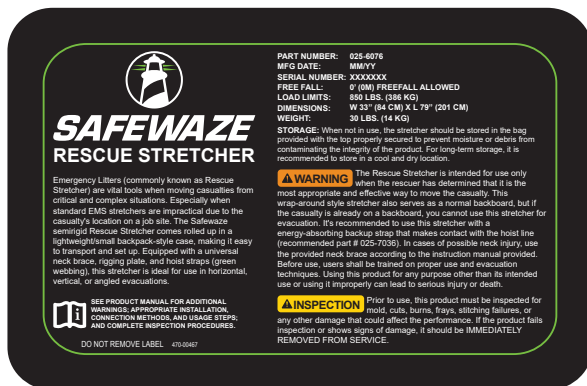 SAFEWAZE
RESCUE STRETCHER
Emergency Litters (commonly known as Rescue
Stretcher) are vital tools when moving casualties from
critical and complex situations. Especially when
standard EMS stretchers are impractical due to the
casualty's location on a job site. The Safewaze
semirigid Rescue Stretcher comes rolled up in a
lightweight/small backpack-style case, making it easy
to transport and set up. Equipped with a universal
neck brace, rigging plate, and hoist straps (green
webbing), this stretcher is ideal for use in horizontal,
vertical, or angled evacuations.
SEE PRODUCT MANUAL FOR ADDITIONAL
WARNINGS; APPROPRIATE INSTALLATION,
CONNECTION METHODS, AND USAGE STEPS;
AND COMPLETE INSPECTION PROCEDURES.
DO NOT REMOVE LABEL 470-00467
PART NUMBER: 025-6076
MFG DATE: MM/YY
SERIAL NUMBER: XXXXXXX
FREE FALL: 0' (0M) FREEFALL ALLOWED
LOAD LIMITS: 850 LBS. (386 KG)
DIMENSIONS: W 33" (84 CM) X L 79" (201 CM)
WEIGHT: 30 LBS. (14 KG)
STORAGE: When not in use, the stretcher should be stored in the bag
provided with the top properly secured to prevent moisture or debris from
contaminating the integrity of the product. For long-term storage, it is
recommended to store in a cool and dry location.
WARNING The Rescue Stretcher is intended for use only
when the rescuer has determined that it is the
most appropriate and effective way to move the casualty. This
wrap-around style stretcher also serves as a normal backboard, but if
the casualty is already on a backboard, you cannot use this stretcher for
evacuation. It's recommended to use this stretcher with
energy-absorbing backup strap that makes contact with the hoist line
(recommended part # 025-7036). In cases of possible neck injury, use
the provided neck brace according to the instruction manual provided.
Before use, users shall be trained on proper use and evacuation
techniques. Using this product for any purpose other than its intended
use or using it improperly can lead to serious injury or death.
INSPECTION Prior to use, this product must be inspected for
mold, cuts, burns, frays, stitching failures, or
any other damage that could affect the performance. If the product fails
inspection or shows signs of damage, it should be IMMEDIATELY
REMOVED FROM SERVICE.